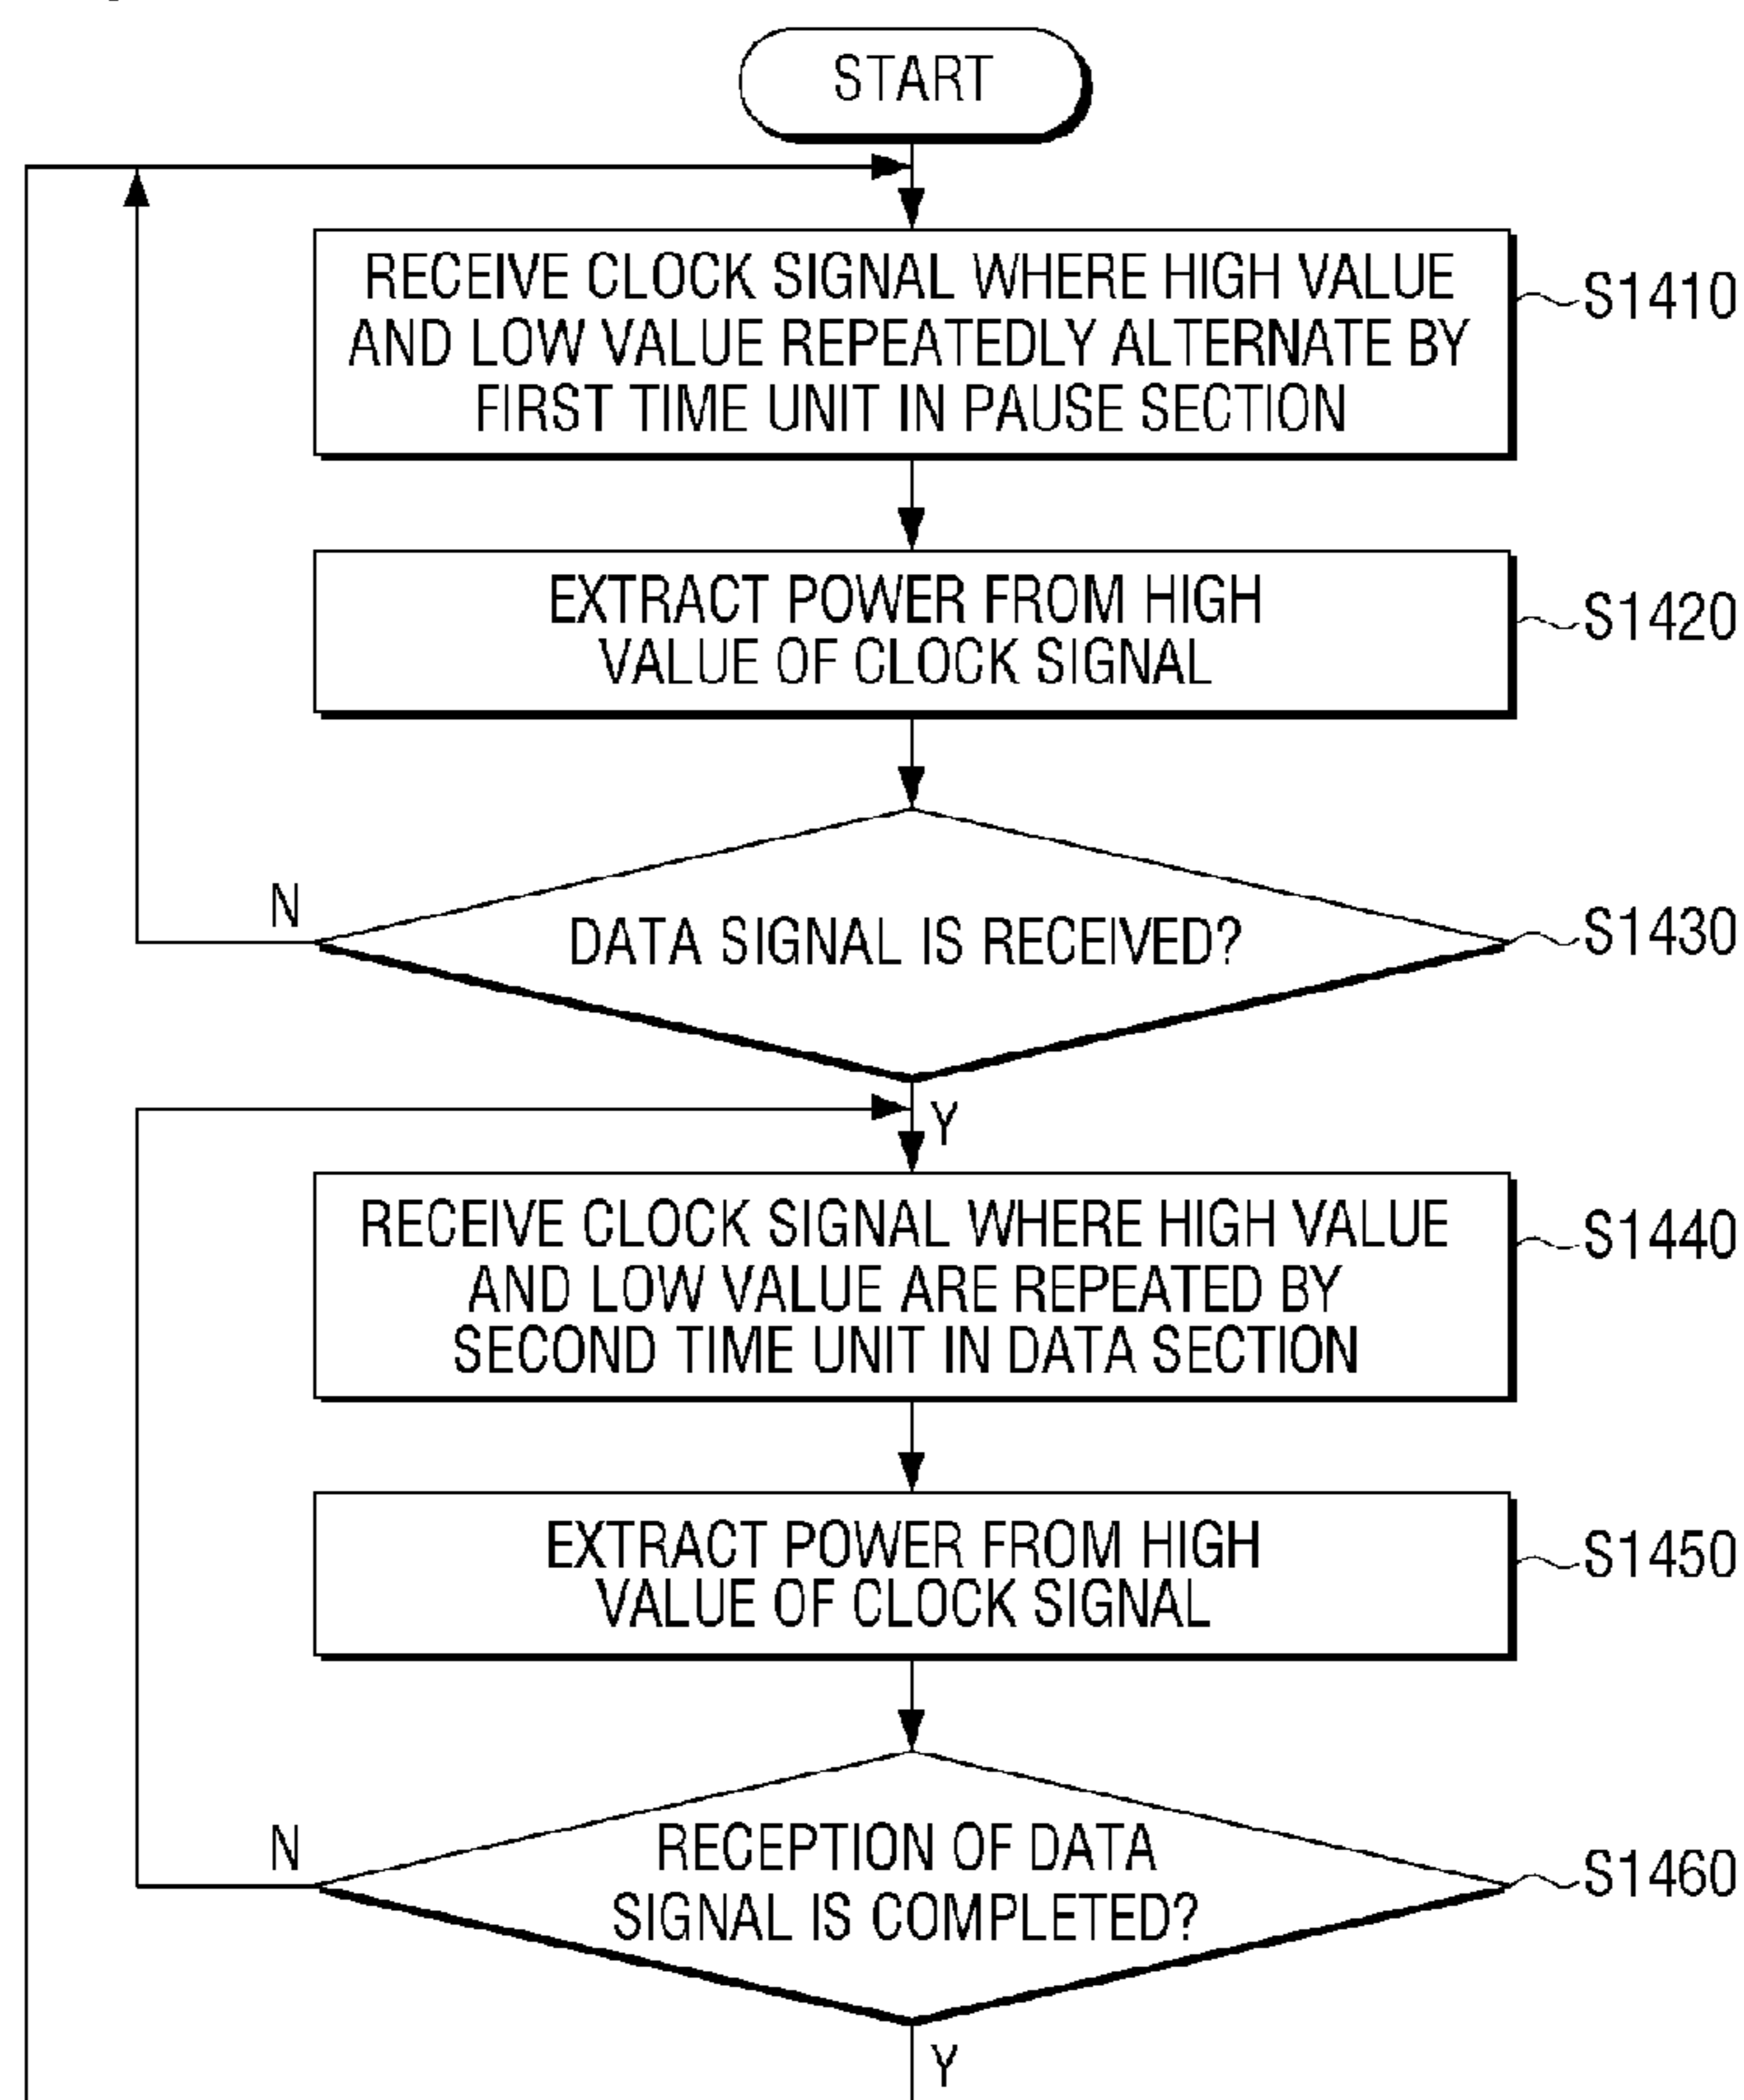 START
RECEIVE CLOCK SIGNAL WHERE HIGH VALUE
AND LOW VALUE REPEATEDLY ALTERNATE BY
FIRST TIME UNIT IN PAUSE SECTION
S1410
EXTRACT POWER FROM HIGH
VALUE OF CLOCK SIGNAL
S1420
N
DATA SIGNAL IS RECEIVED?
S1430
Y
RECEIVE CLOCK SIGNAL WHERE HIGH VALUE
AND LOW VALUE ARE REPEATED BY
SECOND TIME UNIT IN DATA SECTION
S1440
EXTRACT POWER FROM HIGH
VALUE OF CLOCK SIGNAL
S1450
N
RECEPTION OF DATA
SIGNAL IS COMPLETED?
S1460
Y